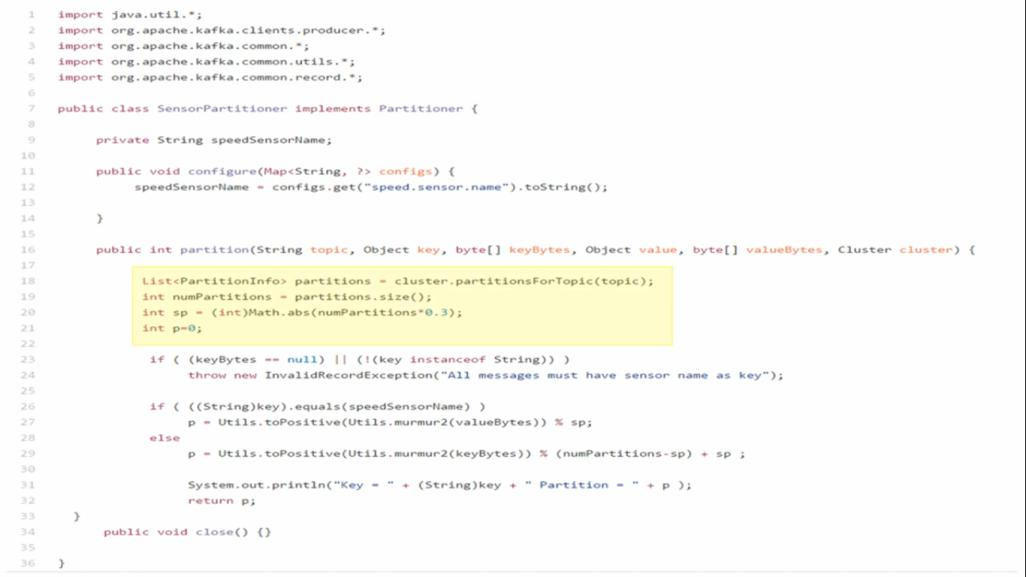 1 import java.util.*;
2 import org.apache.kafka.clients.producer.*;
3 import org.apache.kafka.common.*;
4 import org.apache.kafka.common.utils.*;
5 import org.apache.kafka.common.record.*;
6
7 public class SensorPartitioner implements Partitioner {
8
9 private String speedSensorName;
10
11 public void configure(Map<String, ?> configs) {
12 speedSensorName = configs.get("speed.sensor.name").toString();
13
14 }
15
16 public int partition(String topic, Object key, byte[] keyBytes, Object value, byte[] valueBytes, Cluster cluster) {
17
18 List<PartitionInfo> partitions = cluster.partitionsForTopic(topic);
19 int numPartitions = partitions.size();
20 int sp = (int)Math.abs(numPartitions*0.3);
21 int p=0;
22
23 if ( (keyBytes == null) || (!(key instanceof String)) )
24 throw new InvalidRecordException("All messages must have sensor name as key");
25
26 if ( ((String)key).equals(speedSensorName) )
27 p = Utils.toPositive(Utils.murmur2(valueBytes)) % sp;
28 else
29 p = Utils.toPositive(Utils.murmur2(keyBytes)) % (numPartitions-sp) + sp ;
30
31 System.out.println("Key = " + (String)key + " Partition = " + p );
32 return p;
33 }
34 public void close() {}
35
36 }